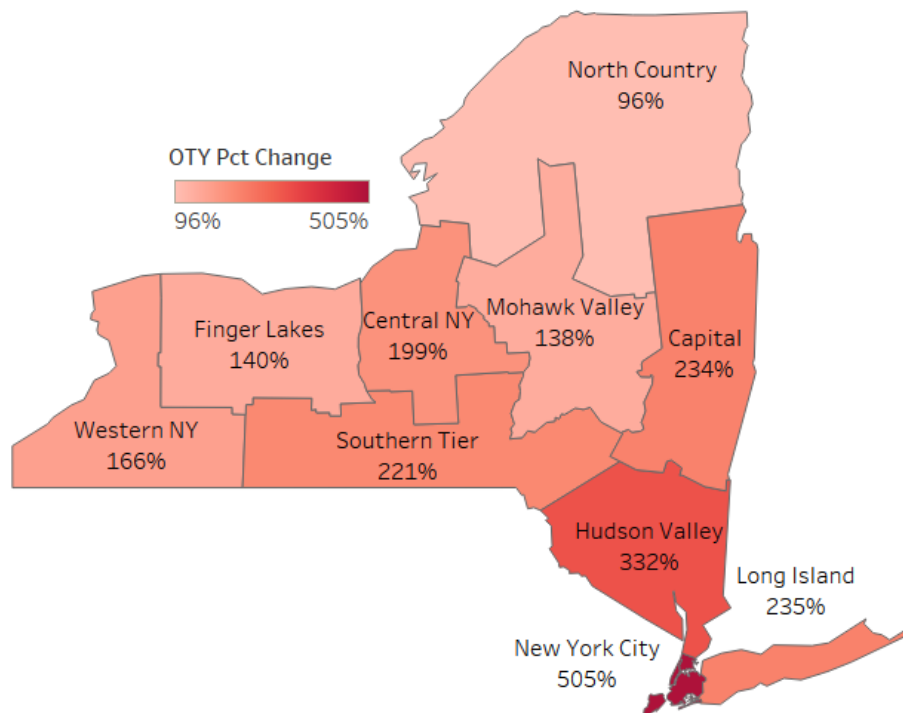 North Country
96%
OTY Pct Change
96% 505%
Finger Lakes
140%
Central NY
199%
Mohawk Valley
138%
Capital
234%
Western NY
166%
Southern Tier
221%
Hudson Valley
332%
Long Island
235%
New York City
505%